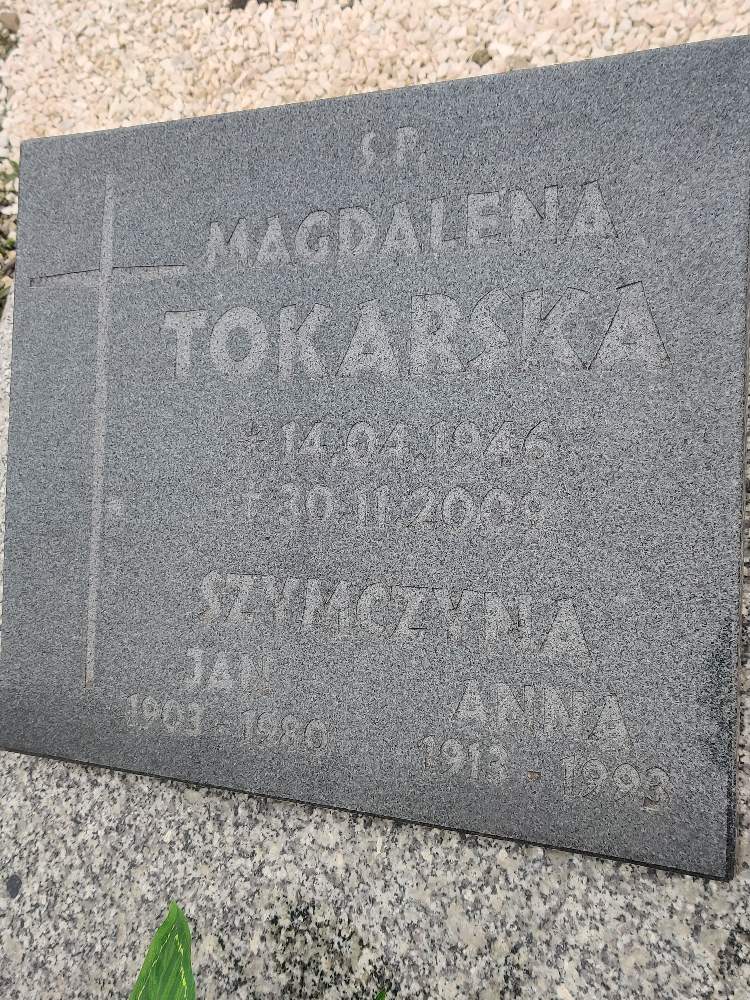 Ś.P.
MAGDALENA
TOKARSKA
* 14.04.1946
† 30.11.2009
SZYMCZYNA
JAN ANNA
1903 - 1980 1913 - 1993